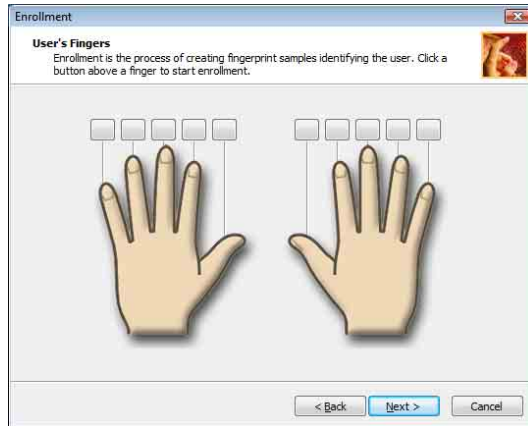 Enrollment
User's Fingers
Enrollment is the process of creating fingerprint samples identifying the user. Click a
button above a finger to start enrollment.
< Back
Next >
Cancel